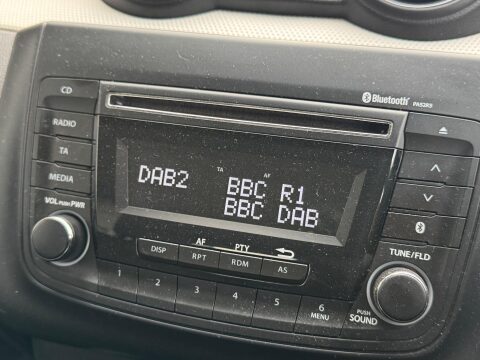 Bluetooth PA52R9
CD
RADIO
TA
MEDIA
VOL PUSH PWR
TA AF
DAB2 BBC R1
BBC DAB
AF PTY
DISP RPT RDM AS
TUNE/FLD
1 2 3 4 5 6
MENU
PUSH
SOUND